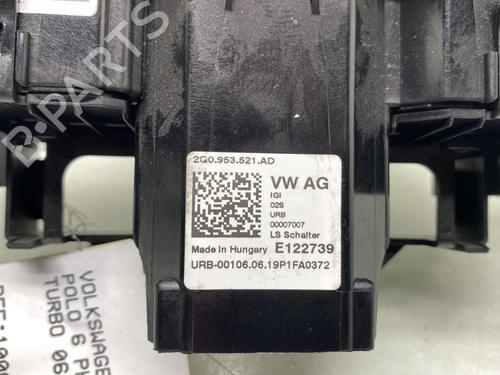 B-PARTS
2Q0.953.521.AD
VW AG
IGI
02S
URB
00007007
LS Schalter
Made in Hungary E122739
URB-00106.06.19P1FA0372
VOLKSWAGE
POLO 6 P
TURBO 06